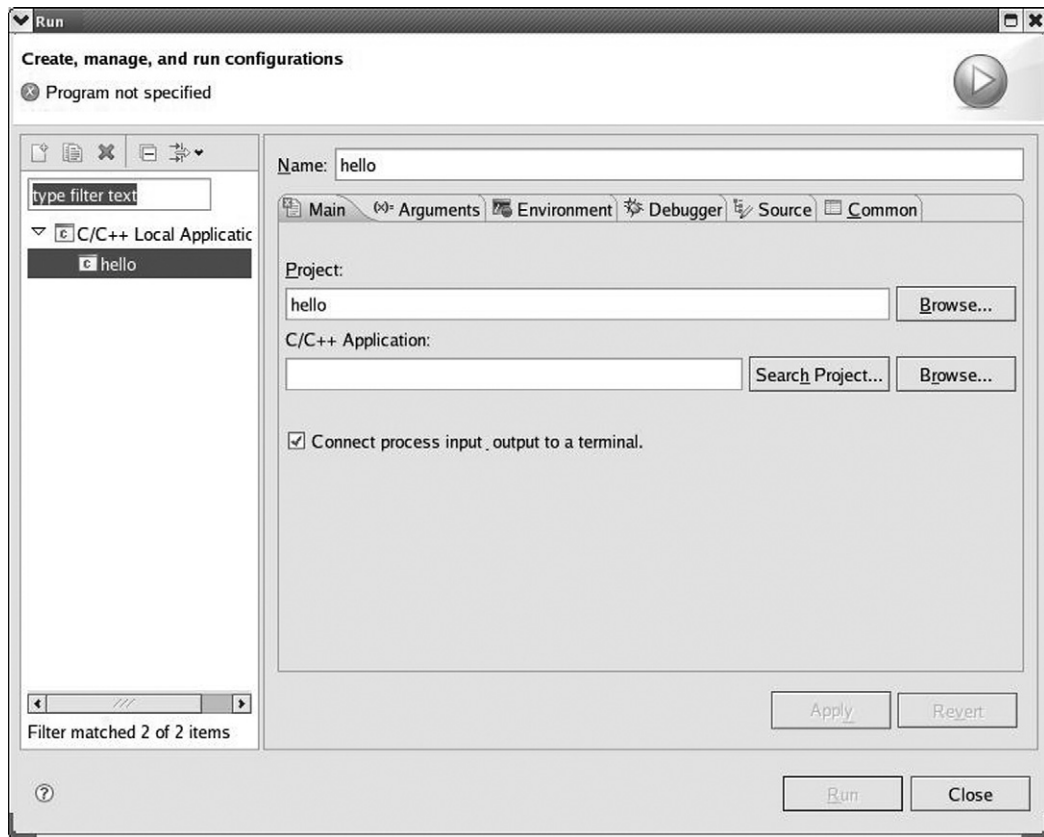 Run
Create, manage, and run configurations
Program not specified
type filter text
C/C++ Local Applicatic
hello
Filter matched 2 of 2 items
Name: hello
Main (x)= Arguments Environment Debugger Source Common
Project:
hello Browse...
C/C++ Application:
Search Project... Browse...
Connect process input, output to a terminal.
Apply Revert
? Run Close